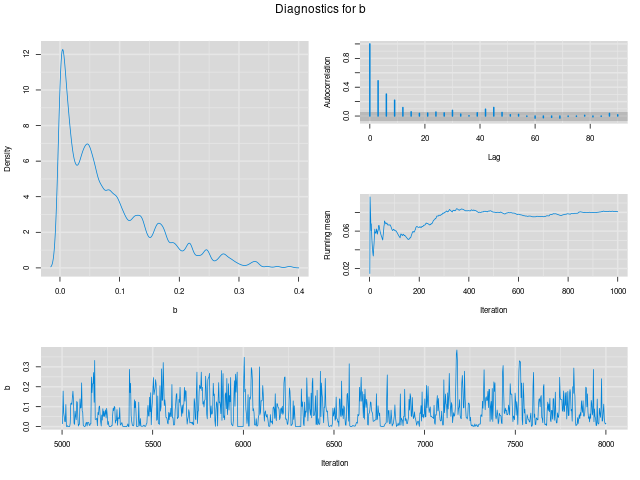 Diagnostics for b
Density
0 2 4 6 8 10 12
0.0 0.1 0.2 0.3 0.4
b
Autocorrelation
0.0 0.4 0.8
0 20 40 60 80
Lag
Running mean
0.02 0.06
0 200 400 600 800 1000
Iteration
b
0.0 0.1 0.2 0.3
5000 5500 6000 6500 7000 7500 8000
Iteration